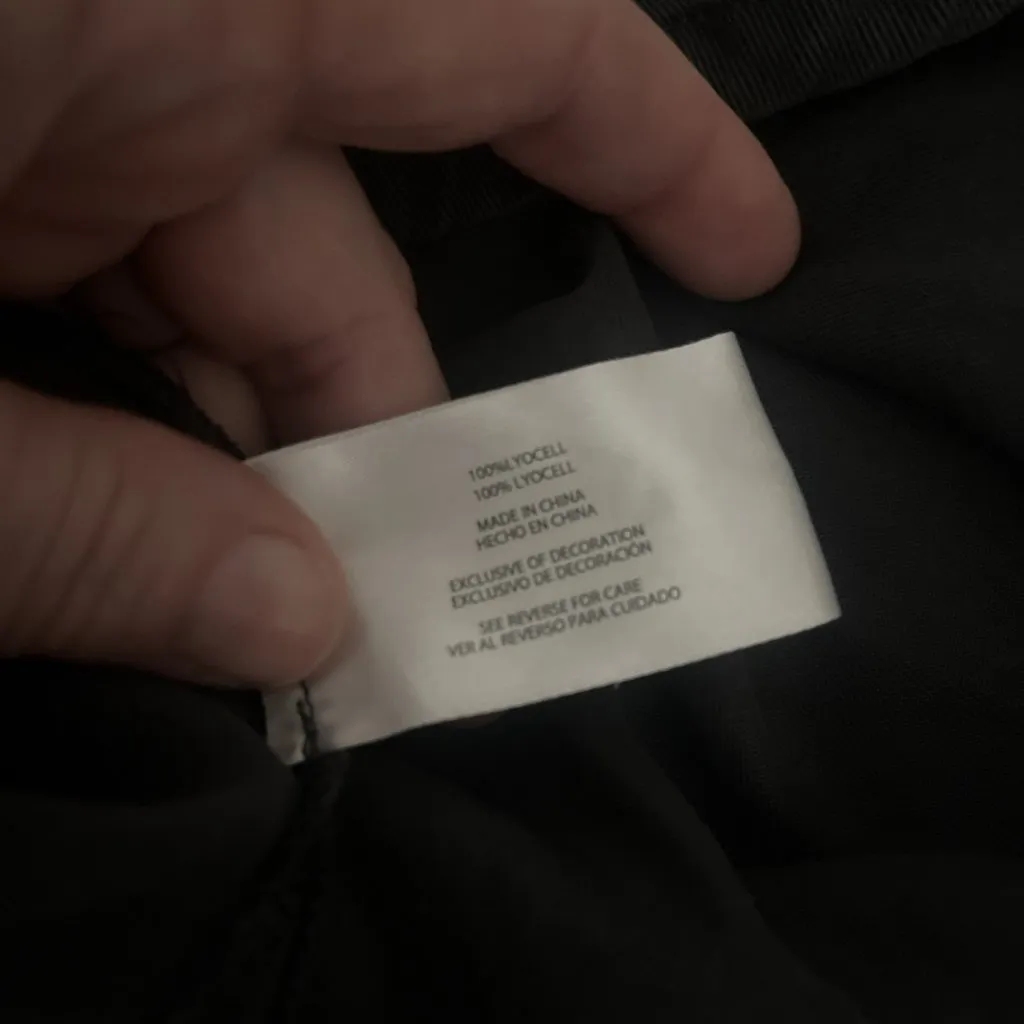 100%LYOCELL
100% LYOCELL
MADE IN CHINA
HECHO EN CHINA
EXCLUSIVE OF DECORATION
EXCLUSIVO DE DECORACIÓN
SEE REVERSE FOR CARE
VER AL REVERSO PARA CUIDADO